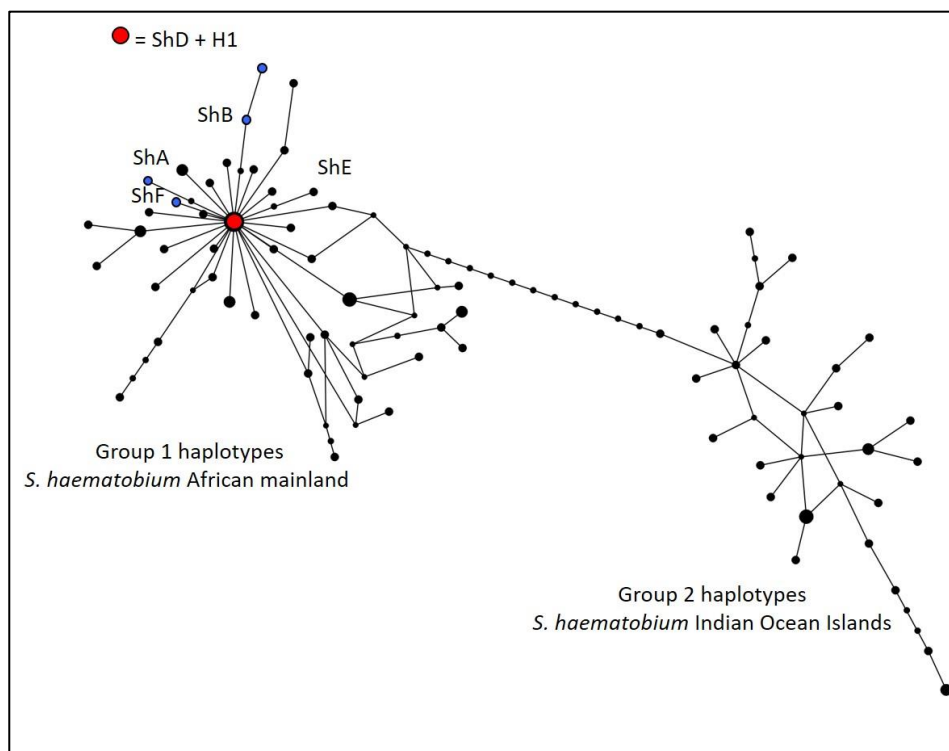 = ShD + H1
ShB
ShA
ShE
ShF
Group 1 haplotypes
S. haematobium African mainland
Group 2 haplotypes
S. haematobium Indian Ocean Islands